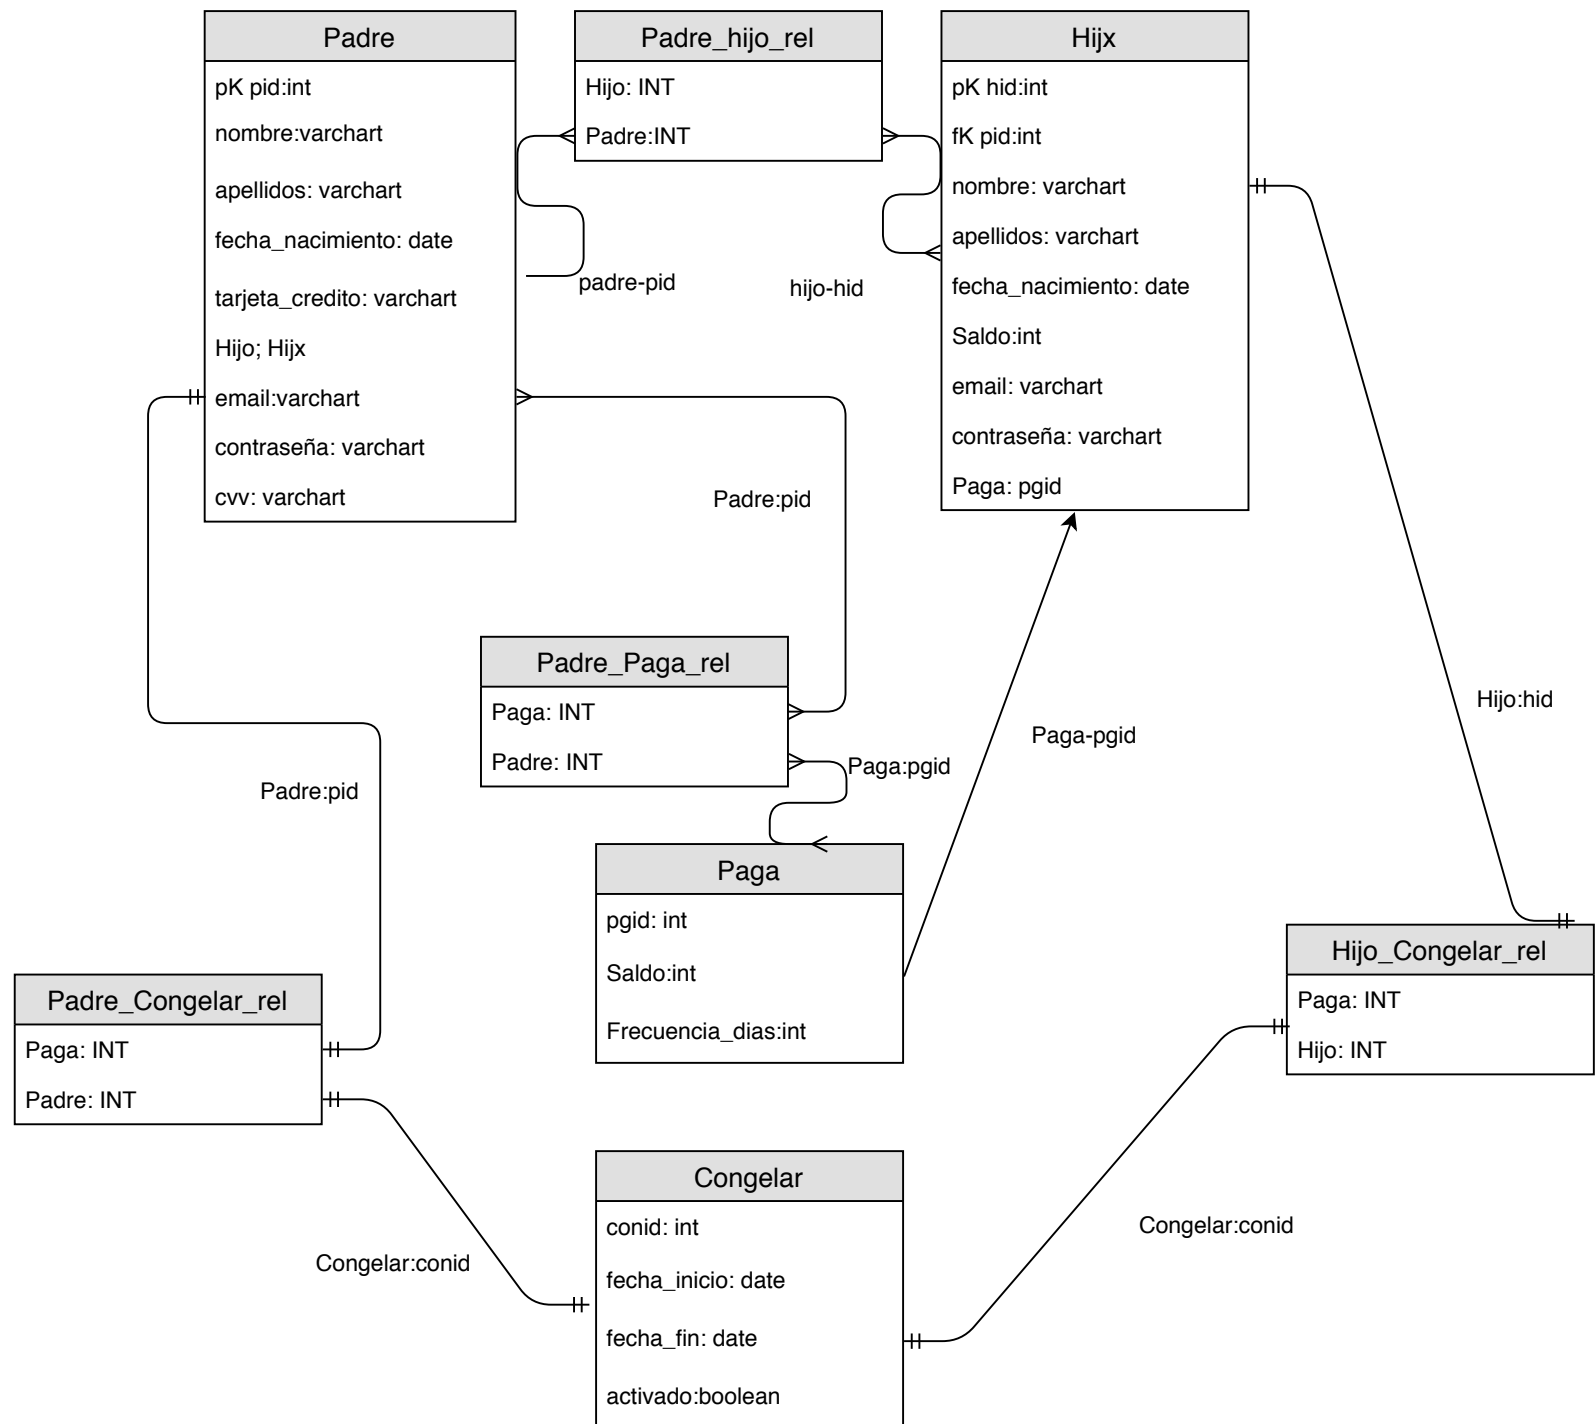 Padre
pK pid:int
nombre:varchart
apellidos: varchart
fecha_nacimiento: date
tarjeta_credito: varchart
Hijo; Hijx
email:varchart
contraseña: varchart
cvv: varchart
Padre_hijo_rel
Hijo: INT
Padre:INT
Hijx
pK hid:int
fK pid:int
nombre: varchart
apellidos: varchart
fecha_nacimiento: date
Saldo:int
email: varchart
contraseña: varchart
Paga: pgid
padre-pid
hijo-hid
Padre:pid
Padre_Paga_rel
Paga: INT
Padre: INT
Paga:pgid
Paga-pgid
Hijo:hid
Padre:pid
Paga
pgid: int
Saldo:int
Frecuencia_dias:int
Padre_Congelar_rel
Paga: INT
Padre: INT
Hijo_Congelar_rel
Paga: INT
Hijo: INT
Congelar:conid
Congelar
conid: int
fecha_inicio: date
fecha_fin: date
activado:boolean
Congelar:conid